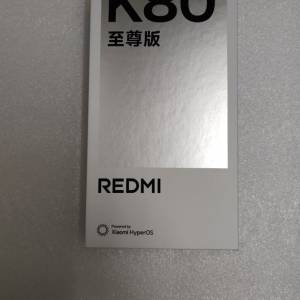 K80
至尊版
REDMI
Powered by
Xiaomi HyperOS